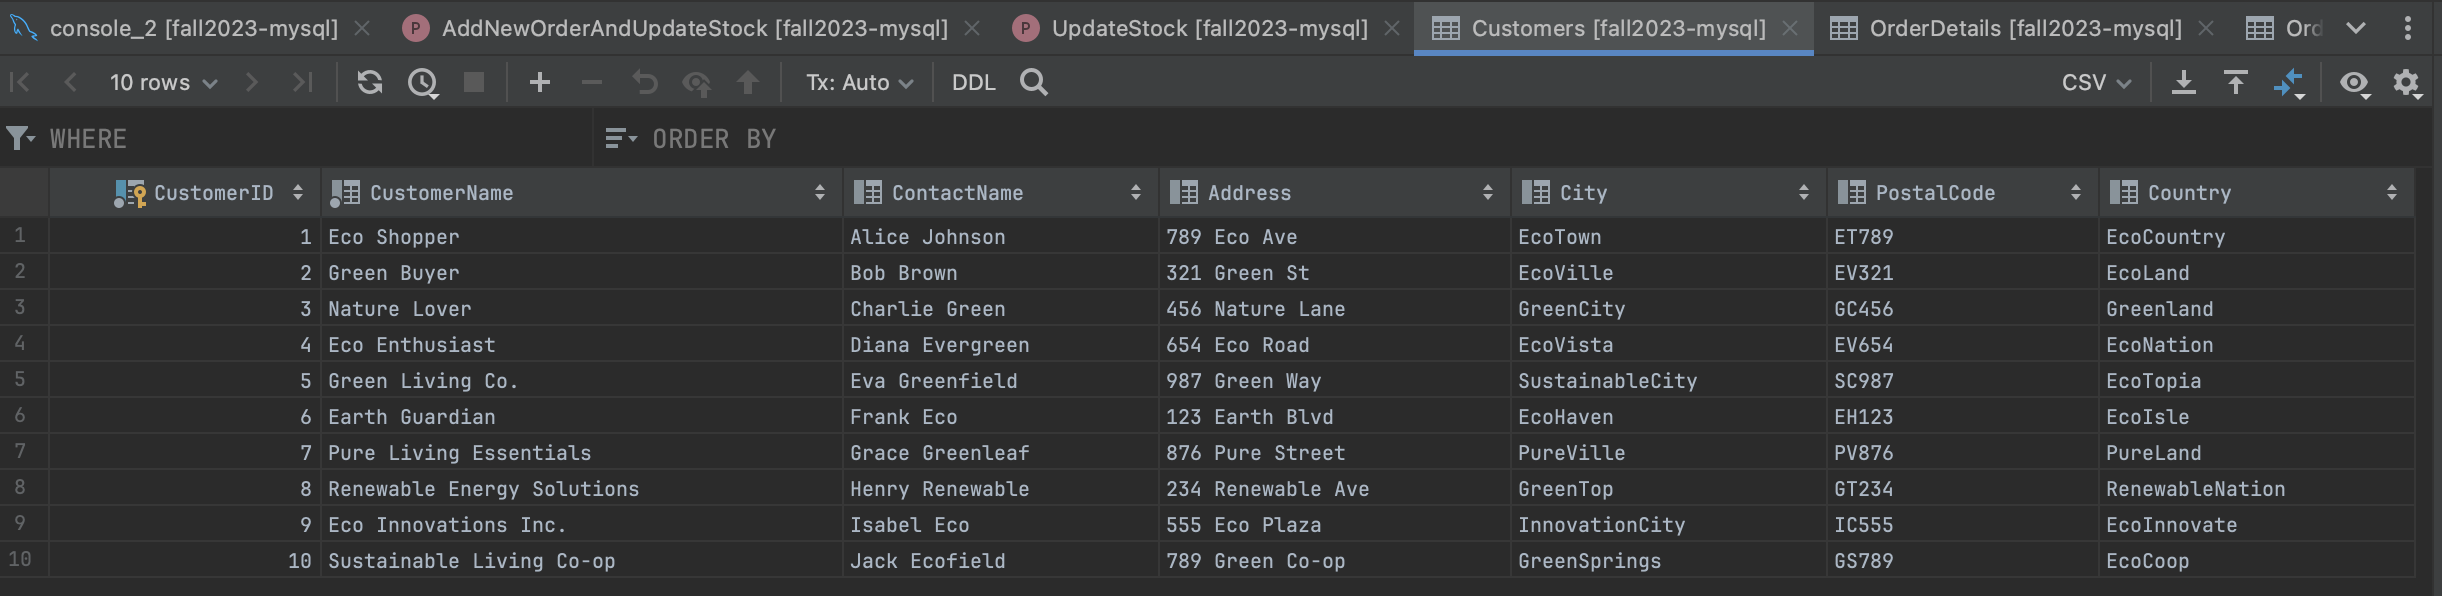 console_2 [fall2023-mysql] P AddNewOrderAndUpdateStock [fall2023-mysql] P UpdateStock [fall2023-mysql] Customers [fall2023-mysql] OrderDetails [fall2023-mysql] Ord
10 rows Tx: Auto DDL CSV
WHERE ORDER BY
CustomerID CustomerName ContactName Address City PostalCode Country
1 1 Eco Shopper Alice Johnson 789 Eco Ave EcoTown ET789 EcoCountry
2 2 Green Buyer Bob Brown 321 Green St EcoVille EV321 EcoLand
3 3 Nature Lover Charlie Green 456 Nature Lane GreenCity GC456 Greenland
4 4 Eco Enthusiast Diana Evergreen 654 Eco Road EcoVista EV654 EcoNation
5 5 Green Living Co. Eva Greenfield 987 Green Way SustainableCity SC987 EcoTopia
6 6 Earth Guardian Frank Eco 123 Earth Blvd EcoHaven EH123 EcoIsle
7 7 Pure Living Essentials Grace Greenleaf 876 Pure Street PureVille PV876 PureLand
8 8 Renewable Energy Solutions Henry Renewable 234 Renewable Ave GreenTop GT234 RenewableNation
9 9 Eco Innovations Inc. Isabel Eco 555 Eco Plaza InnovationCity IC555 EcoInnovate
10 10 Sustainable Living Co-op Jack Ecofield 789 Green Co-op GreenSprings GS789 EcoCoop